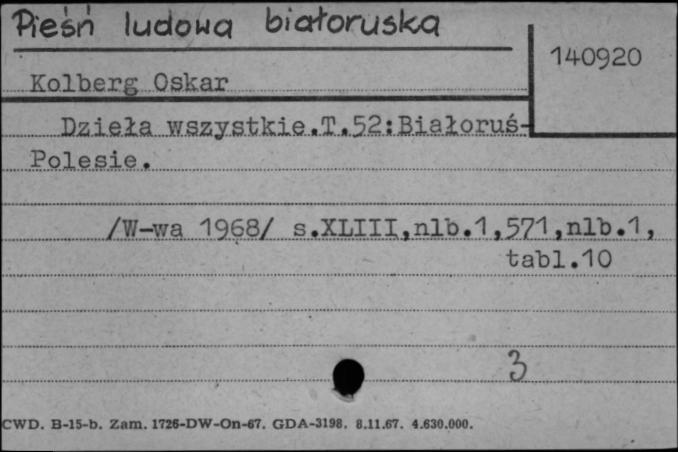 Pieśń ludowa białoruska
140920
Kolberg Oskar
Dzieła wszystkie.T.52:Białoruś-
Polesie.
/W-wa 1968/ s.XLIII,nlb.1,571,nlb.1,
tabl.10
3
CWD. B-15-b. Zam. 1726-DW-On-67. GDA-3198. 8.11.67. 4.630.000.